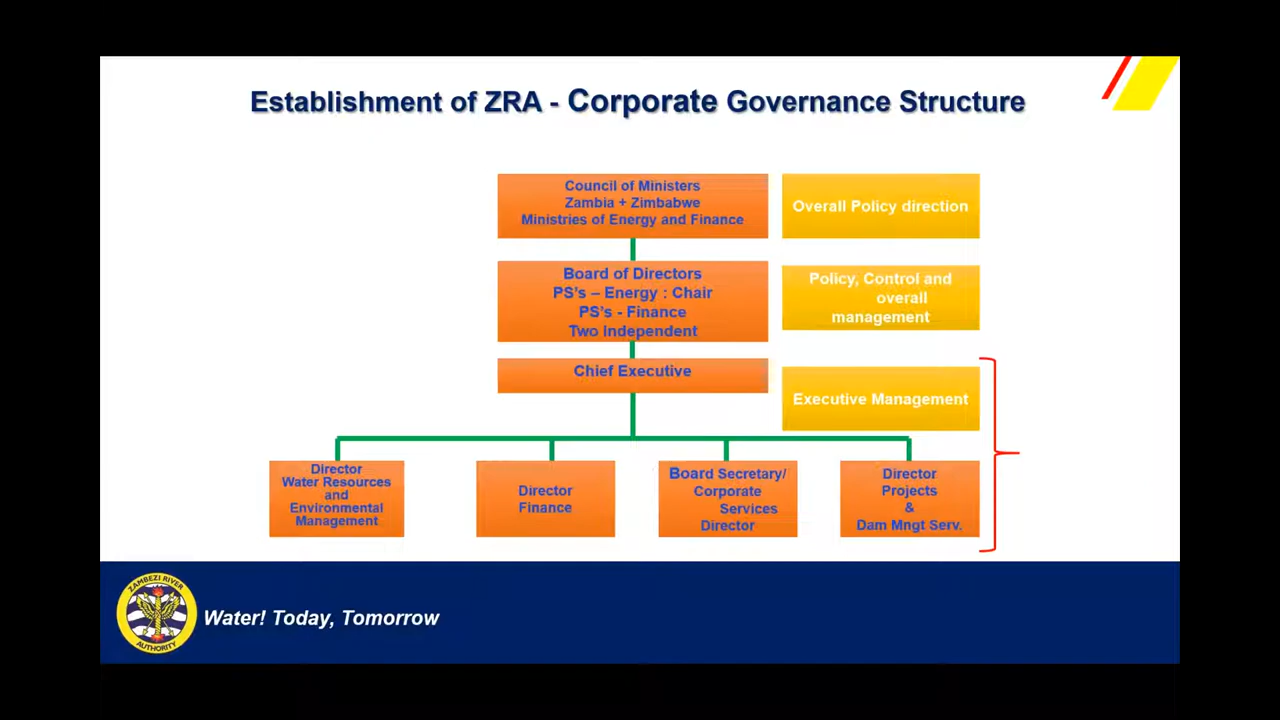 Establishment of ZRA - Corporate Governance Structure
Council of Ministers
Zambia + Zimbabwe
Ministries of Energy and Finance
Overall Policy direction
Board of Directors
PS's – Energy : Chair
PS's - Finance
Two Independent
Policy, Control and
overall
management
Chief Executive
Executive Management
Director
Water Resources
and
Environmental
Management
Director
Finance
Board Secretary/
Corporate
Services
Director
Director
Projects
&
Dam Mngt Serv.
ZAMBEZI RIVER
AUTHORITY
Water! Today, Tomorrow